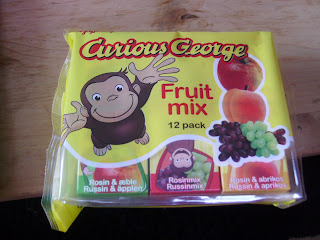 Curious George
Fruit
mix
12 pack
Rosin & æble
Russin & äpplen
Rosinmix
Russinmix
Rosin & abrikos
Russin & aprikos